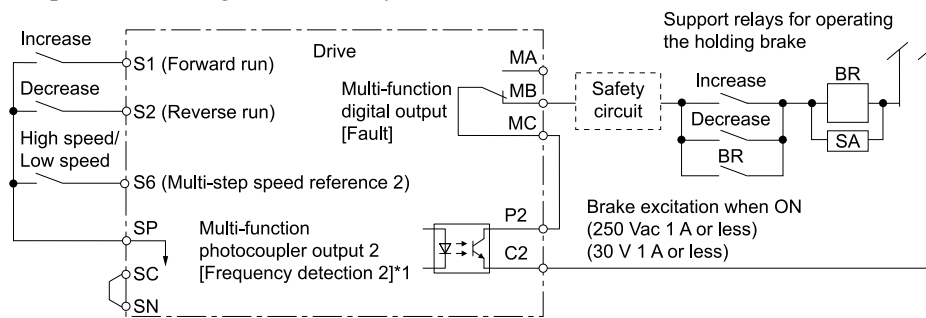 Increase
S1 (Forward run)
Decrease
S2 (Reverse run)
High speed/
Low speed
S6 (Multi-step speed reference 2)
SP
SC
SN
Drive
Multi-function
digital output
[Fault]
MA
MB
MC
Multi-function
photocoupler output 2
[Frequency detection 2]*1
P2
C2
Safety
circuit
Support relays for operating
the holding brake
Increase
Decrease
BR
BR
SA
Brake excitation when ON
(250 Vac 1 A or less)
(30 V 1 A or less)